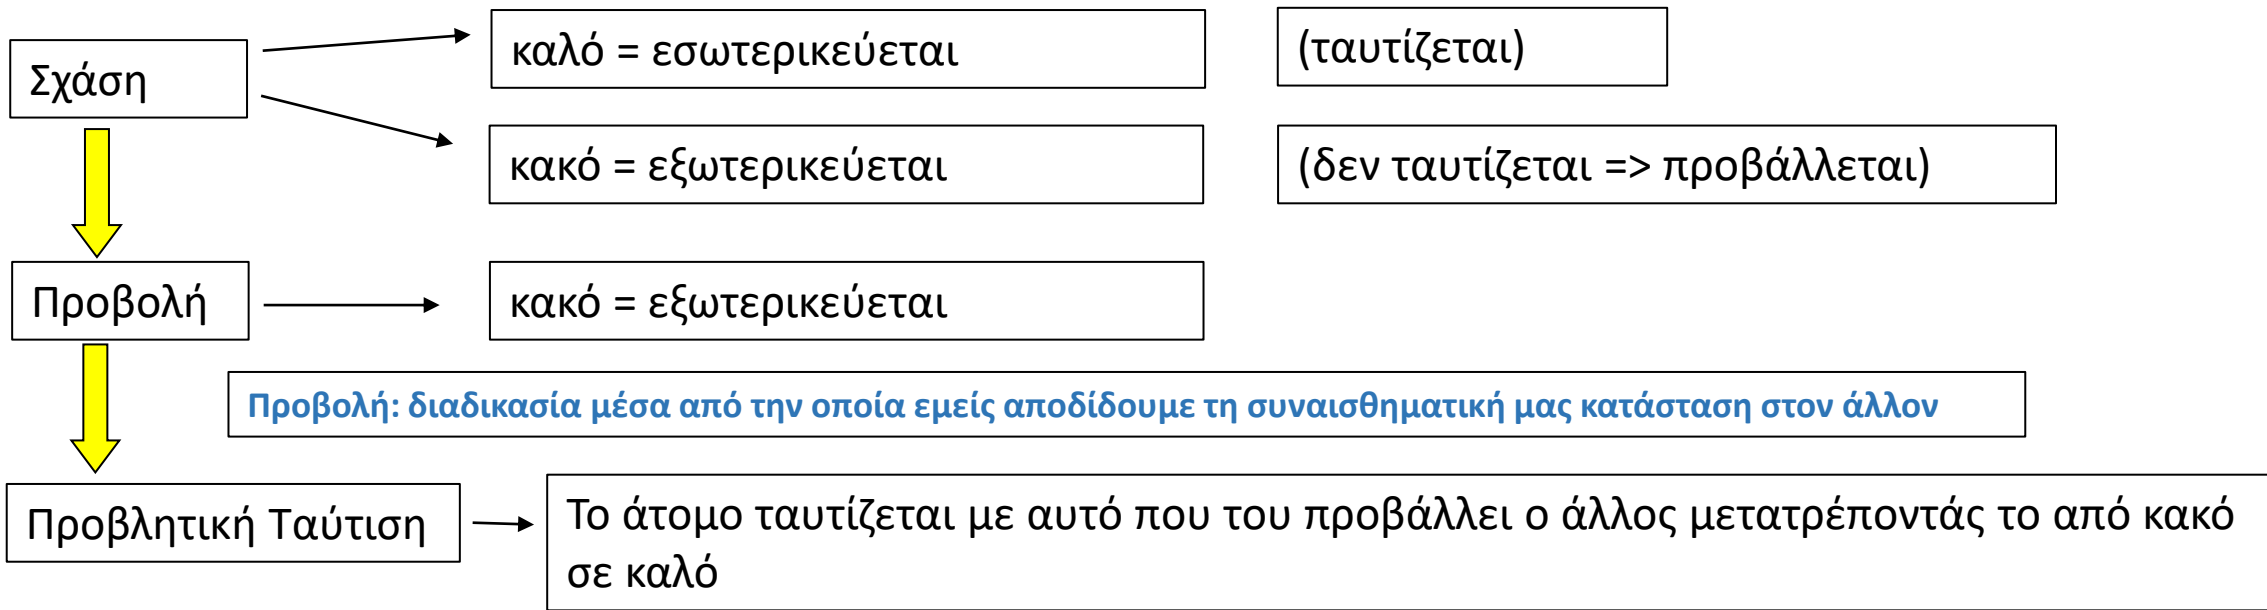 Σχάση
καλό = εσωτερικεύεται
(ταυτίζεται)
κακό = εξωτερικεύεται
(δεν ταυτίζεται => προβάλλεται)
Προβολή
κακό = εξωτερικεύεται
Προβολή: διαδικασία μέσα από την οποία εμείς αποδίδουμε τη συναισθηματική μας κατάσταση στον άλλον
Προβλητική Ταύτιση
Το άτομο ταυτίζεται με αυτό που του προβάλλει ο άλλος μετατρέποντάς το από κακό
σε καλό